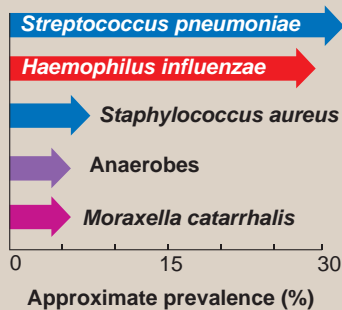 Streptococcus pneumoniae
Haemophilus influenzae
Staphylococcus aureus
Anaerobes
Moraxella catarrhalis
0 15 30
Approximate prevalence (%)